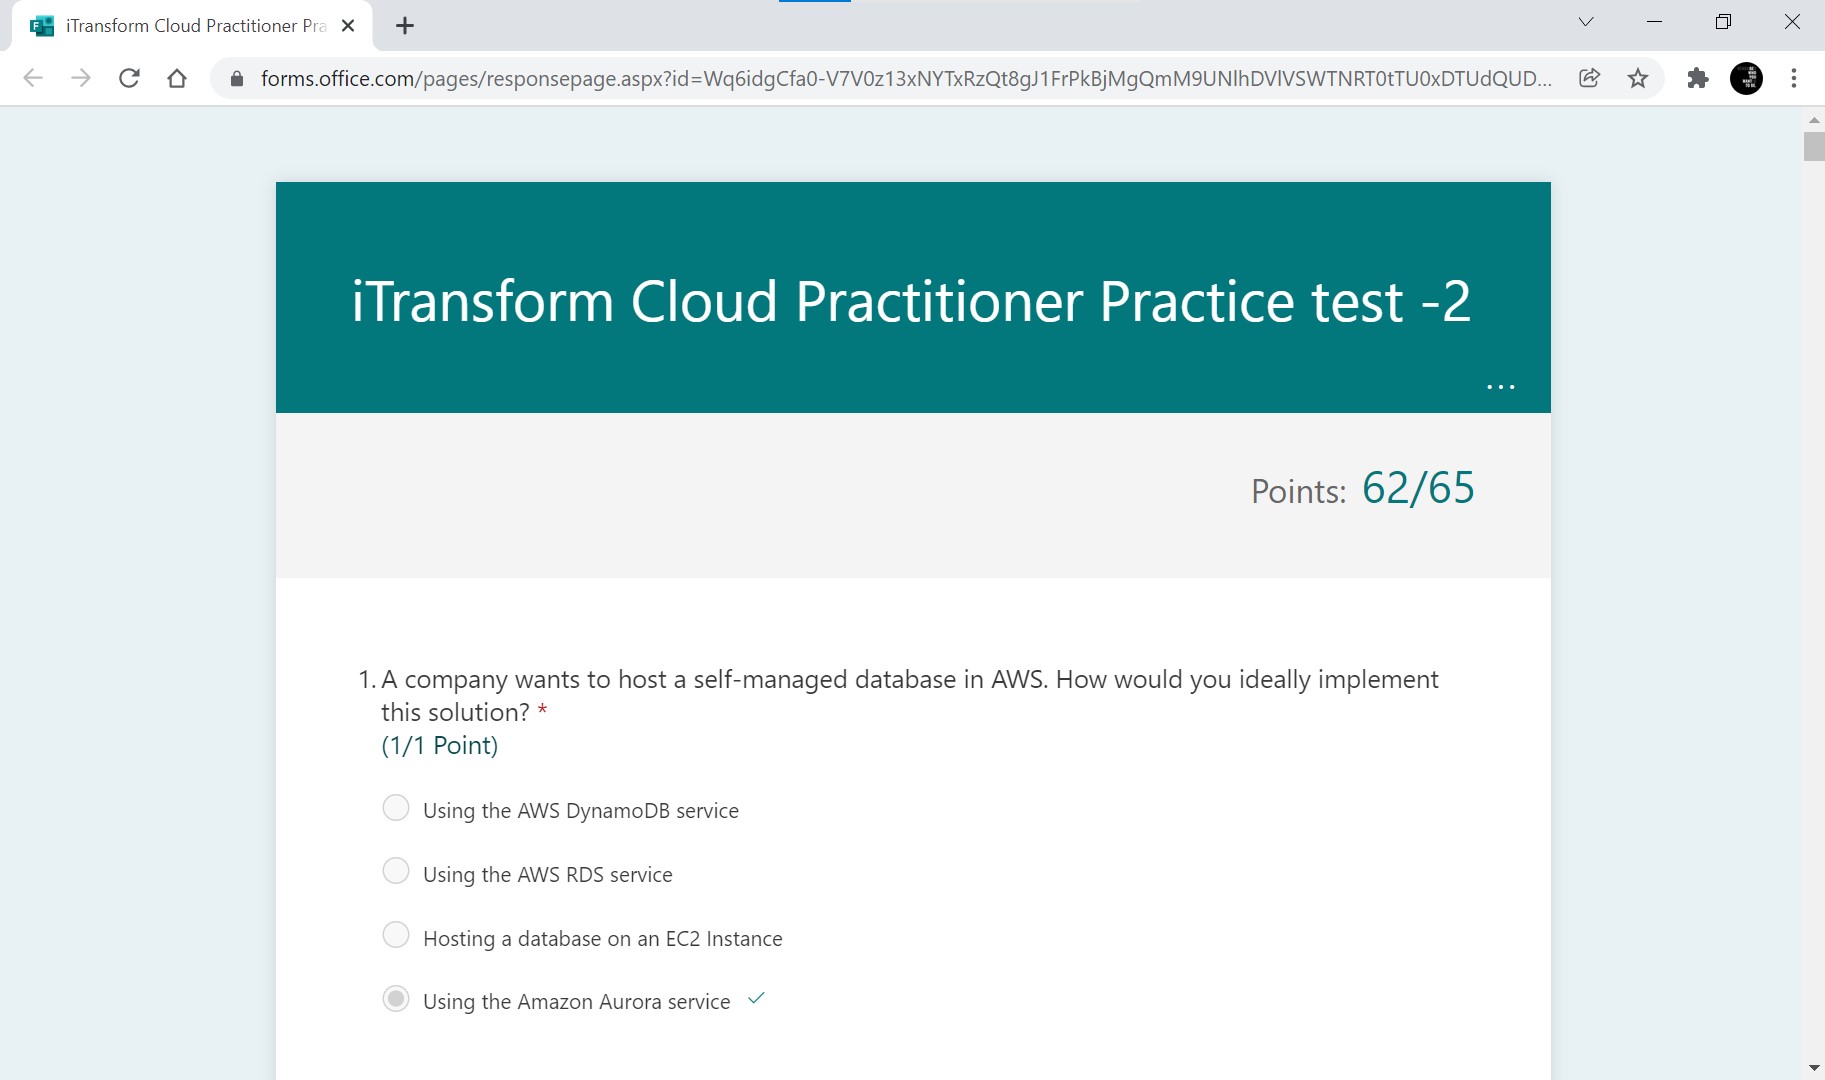 iTransform Cloud Practitioner Pra
forms.office.com/pages/responsepage.aspx?id=Wq6idgCfa0-V7V0z13xNYTxRzQt8gJ1FrPkBjMgQmM9UNlhDVlVSWTNRT0tTU0xDTUdQUD...
iTransform Cloud Practitioner Practice test -2
...
Points: 62/65
1. A company wants to host a self-managed database in AWS. How would you ideally implement
this solution? *
(1/1 Point)
Using the AWS DynamoDB service
Using the AWS RDS service
Hosting a database on an EC2 Instance
Using the Amazon Aurora service